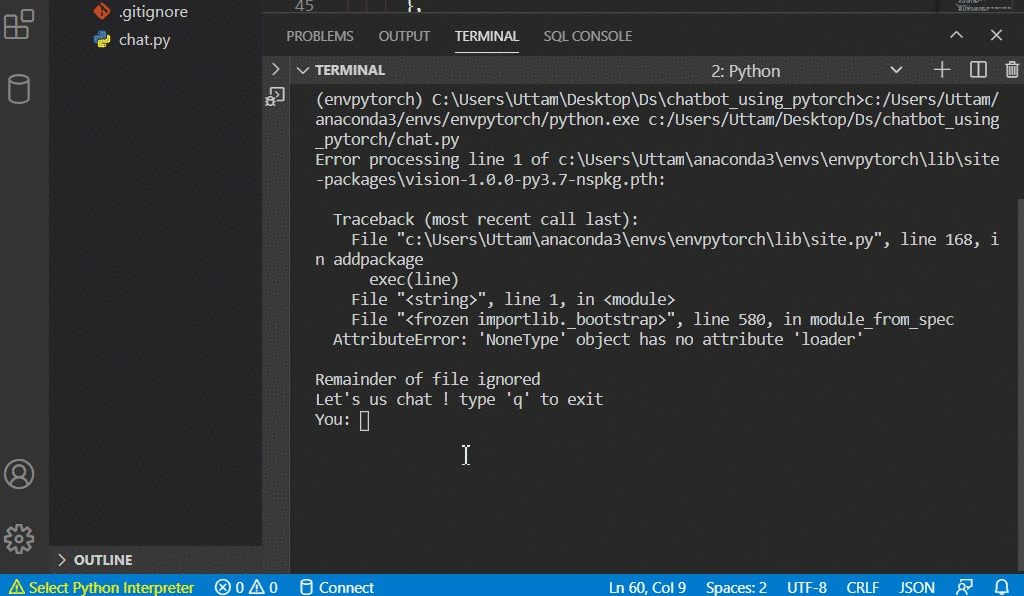 .gitignore
chat.py
45 },
PROBLEMS OUTPUT TERMINAL SQL CONSOLE
TERMINAL 2: Python
(envpytorch) C:\Users\Uttam\Desktop\Ds\chatbot_using_pytorch>c:/Users/Uttam/
anaconda3/envs/envpytorch/python.exe c:/Users/Uttam/Desktop/Ds/chatbot_using
_pytorch/chat.py
Error processing line 1 of c:\Users\Uttam\anaconda3\envs\envpytorch\lib\site
-packages\vision-1.0.0-py3.7-nspkg.pth:
Traceback (most recent call last):
File "c:\Users\Uttam\anaconda3\envs\envpytorch\lib\site.py", line 168, i
n addpackage
exec(line)
File "<string>", line 1, in <module>
File "<frozen importlib._bootstrap>", line 580, in module_from_spec
AttributeError: 'NoneType' object has no attribute 'loader'
Remainder of file ignored
Let's us chat ! type 'q' to exit
You:
OUTLINE
Select Python Interpreter 0 0 Connect Ln 60, Col 9 Spaces: 2 UTF-8 CRLF JSON